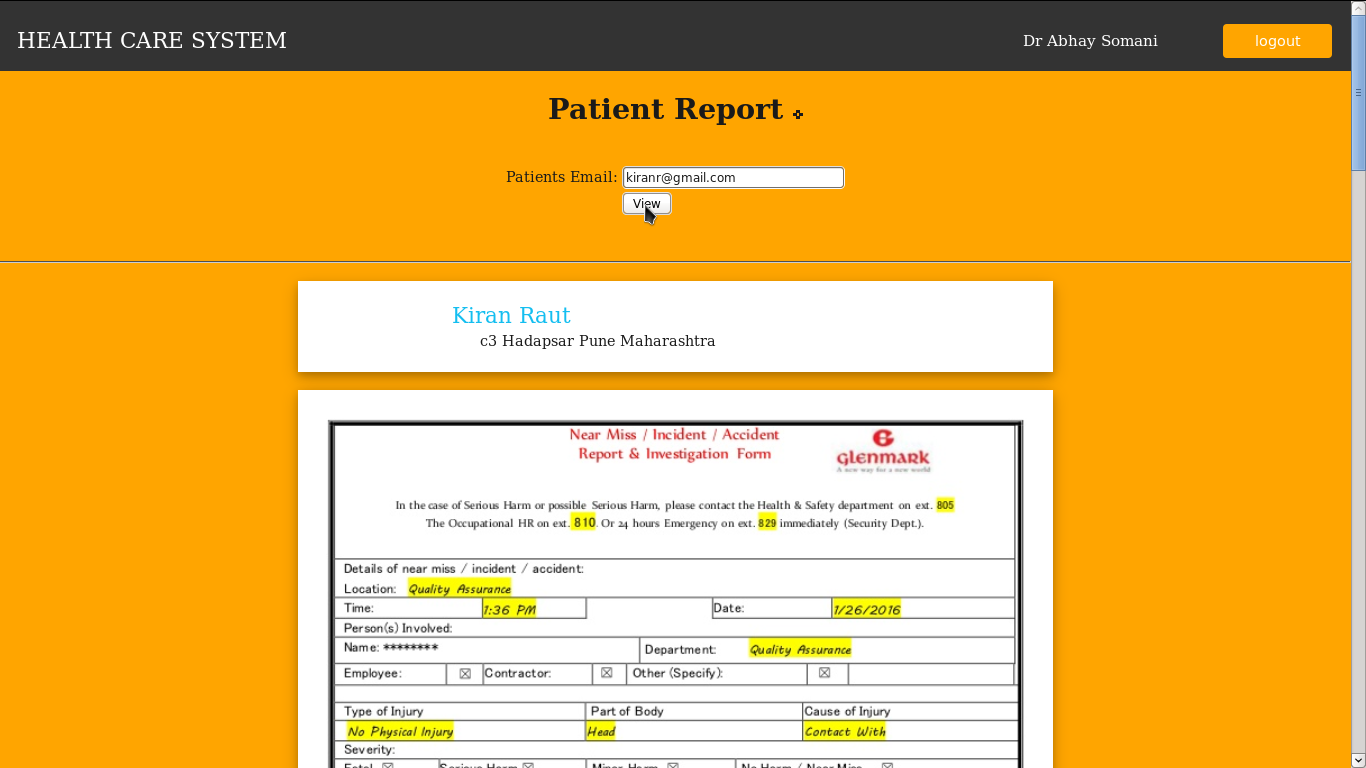 HEALTH CARE SYSTEM Dr Abhay Somani logout
Patient Report
Patients Email: kiranr@gmail.com
View
Kiran Raut
c3 Hadapsar Pune Maharashtra
Near Miss / Incident / Accident
Report & Investigation Form
GLENMARK
A new way for a new world
In the case of Serious Harm or possible Serious Harm, please contact the Health & Safety department on ext. 805
The Occupational HR on ext. 810. Or 24 hours Emergency on ext. 829 immediately (Security Dept.).
Details of near miss / incident / accident:
Location: Quality Assurance
Time: 1:36 PM Date: 1/26/2016
Person(s) Involved:
Name: ******** Department: Quality Assurance
Employee: ☒ Contractor: ☒ Other (Specify): ☒
Type of Injury Part of Body Cause of Injury
No Physical Injury Head Contact With
Severity:
Fatal ☒ Serious Harm ☒ Minor Harm ☒ No Harm / Near Miss ☒